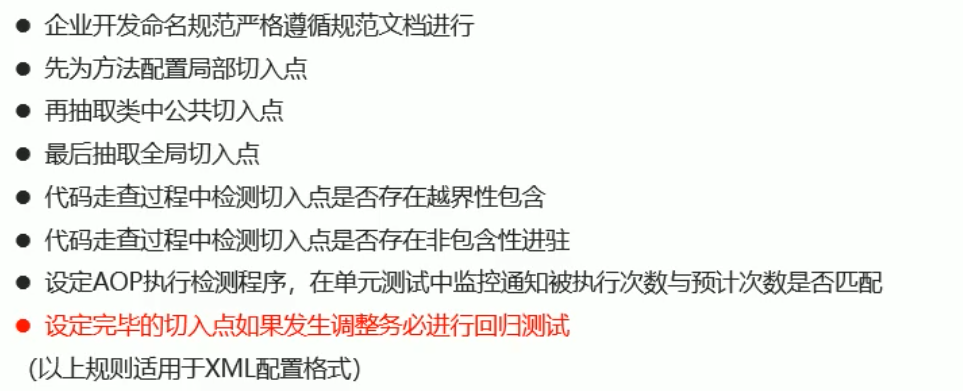 ● 企业开发命名规范严格遵循规范文档进行
● 先为方法配置局部切入点
● 再抽取类中公共切入点
● 最后抽取全局切入点
● 代码走查过程中检测切入点是否存在越界性包含
● 代码走查过程中检测切入点是否存在非包含性进驻
● 设定AOP执行检测程序，在单元测试中监控通知被执行次数与预计次数是否匹配
● 设定完毕的切入点如果发生调整务必进行回归测试
（以上规则适用于XML配置格式）